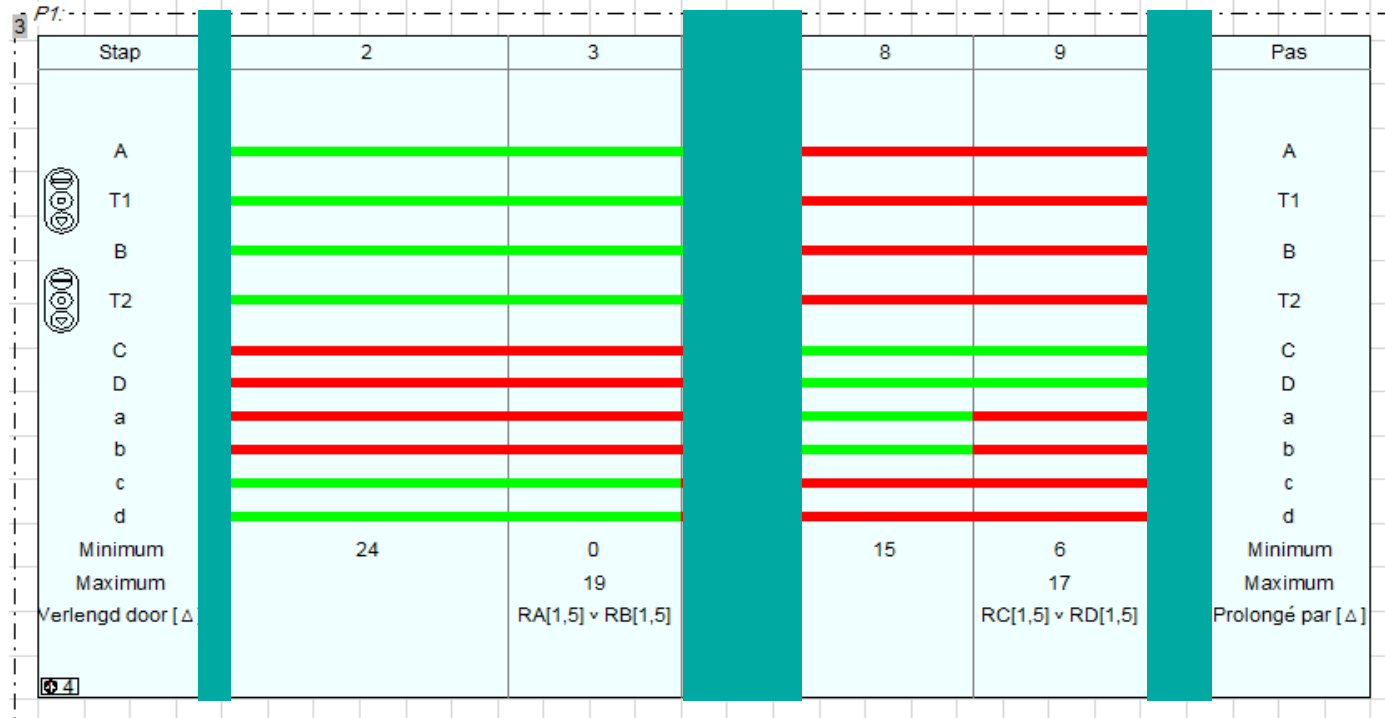 P1:
3
Stap 2 3 8 9 Pas
A A
T1 T1
B B
T2 T2
C C
D D
a a
b b
c c
d d
Minimum 24 0 15 6 Minimum
Maximum 19 17 Maximum
Verlengd door [Δ] RA[1,5] v RB[1,5] RC[1,5] v RD[1,5] Prolongé par [Δ]
4